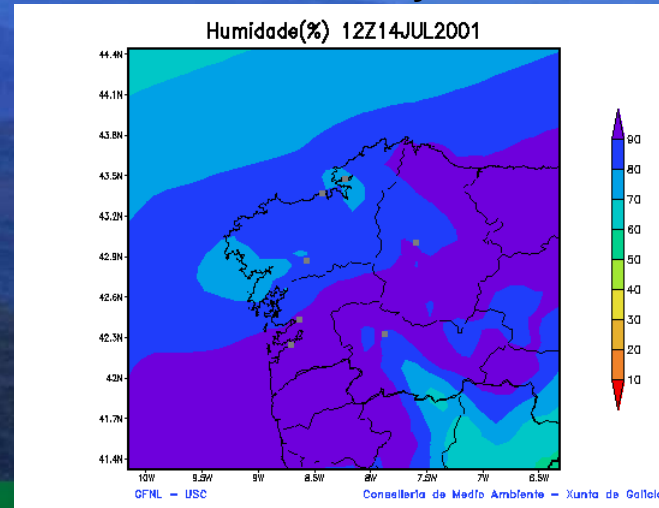 Humidade(%) 12Z14JUL2001
44.4N
44.1N
43.8N
43.5N
43.2N
42.9N
42.6N
42.3N
42N
41.7N
41.4N
10W
9.5W
9W
8.5W
8W
7.5W
7W
6.5W
90
80
70
60
50
40
30
20
10
GFNL – USC
Conselleria de Medio Ambiente – Xunta de Galicia